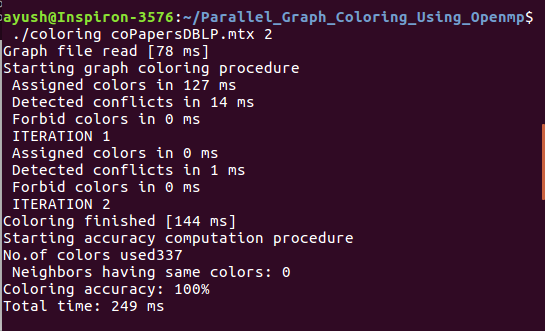 ayush@Inspiron-3576:~/Parallel_Graph_Coloring_Using_Openmp$
./coloring coPapersDBLP.mtx 2
Graph file read [78 ms]
Starting graph coloring procedure
Assigned colors in 127 ms
Detected conflicts in 14 ms
Forbid colors in 0 ms
ITERATION 1
Assigned colors in 0 ms
Detected conflicts in 1 ms
Forbid colors in 0 ms
ITERATION 2
Coloring finished [144 ms]
Starting accuracy computation procedure
No.of colors used337
Neighbors having same colors: 0
Coloring accuracy: 100%
Total time: 249 ms